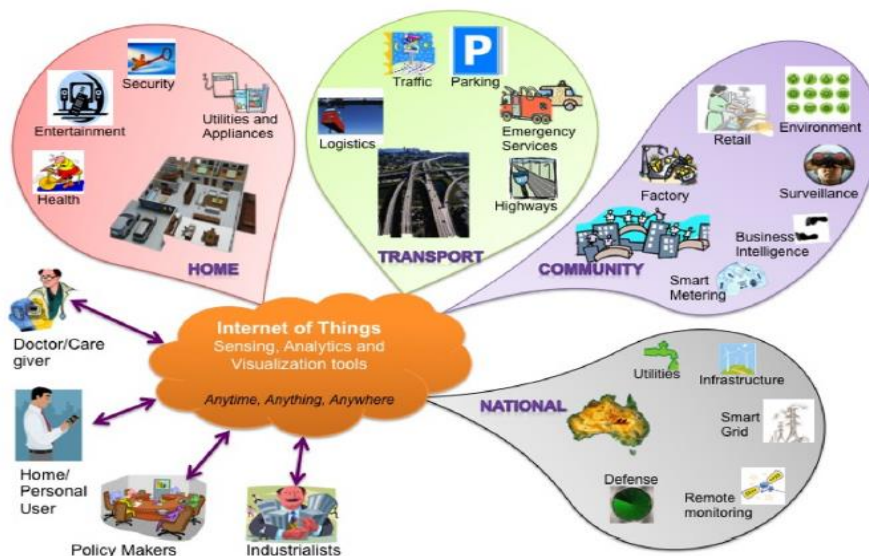 Security
Entertainment
Utilities and
Appliances
Health
HOME
Traffic
P
Parking
Logistics
Emergency
Services
Highways
TRANSPORT
Retail
Environment
Factory
Surveillance
Business
Intelligence
COMMUNITY
Smart
Metering
Internet of Things
Sensing, Analytics and
Visualization tools
Anytime, Anything, Anywhere
Doctor/Care
giver
Home/
Personal
User
Policy Makers
Industrialists
NATIONAL
Utilities
Infrastructure
Smart
Grid
Defense
Remote
monitoring